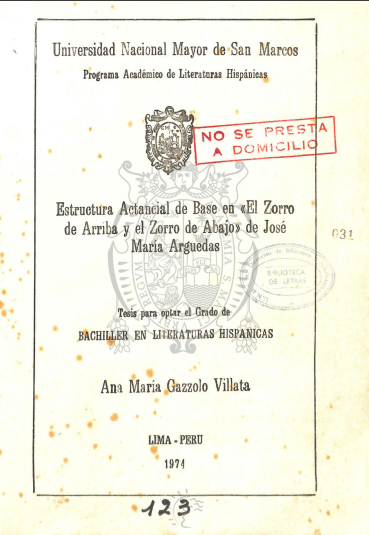 Universidad Nacional Mayor de San Marcos
Programa Académico de Literaturas Hispánicas
NO SE PRESTA
A DOMICILIO
Estructura Actancial de Base en «El Zorro
de Arriba y el Zorro de Abajo» de José
María Arguedas
031
BIBLIOTECA
DE LETRAS
Tesis para optar el Grado de
BACHILLER EN LITERATURAS HISPANICAS
Ana María Gazzolo Villata
LIMA - PERU
1974
123